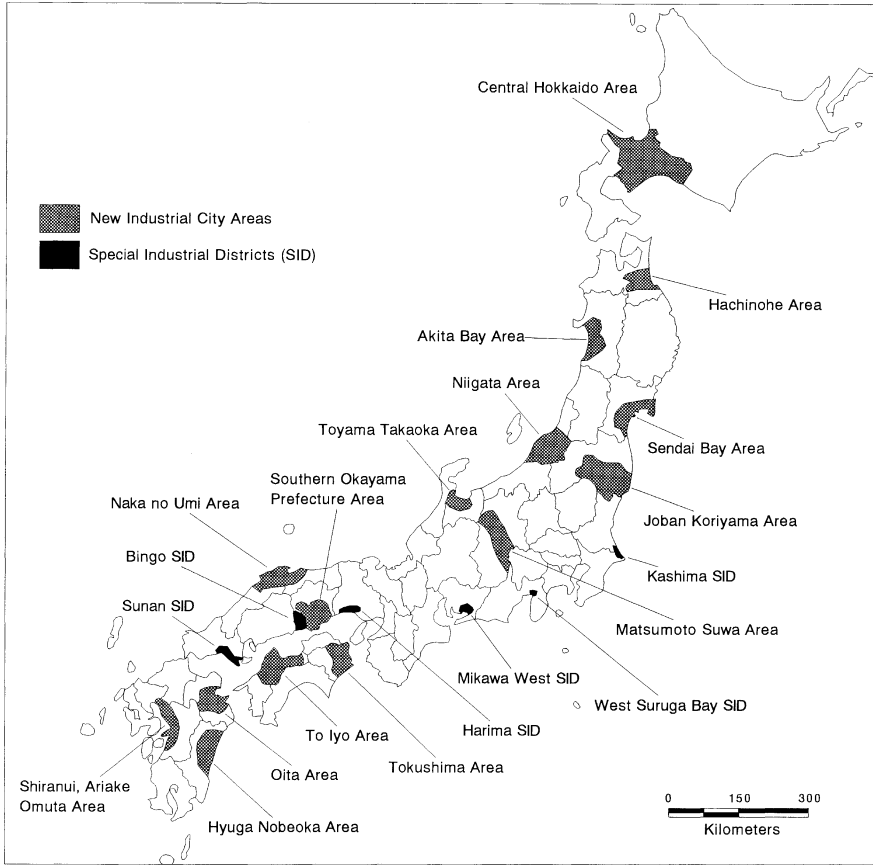 Central Hokkaido Area
New Industrial City Areas
Special Industrial Districts (SID)
Hachinohe Area
Akita Bay Area
Niigata Area
Toyama Takaoka Area
Sendai Bay Area
Southern Okayama
Prefecture Area
Naka no Umi Area
Joban Koriyama Area
Bingo SID
Kashima SID
Sunan SID
Matsumoto Suwa Area
Mikawa West SID
West Suruga Bay SID
Harima SID
To Iyo Area
Tokushima Area
Oita Area
Shiranui, Ariake
Omuta Area
Hyuga Nobeoka Area
0 150 300
Kilometers